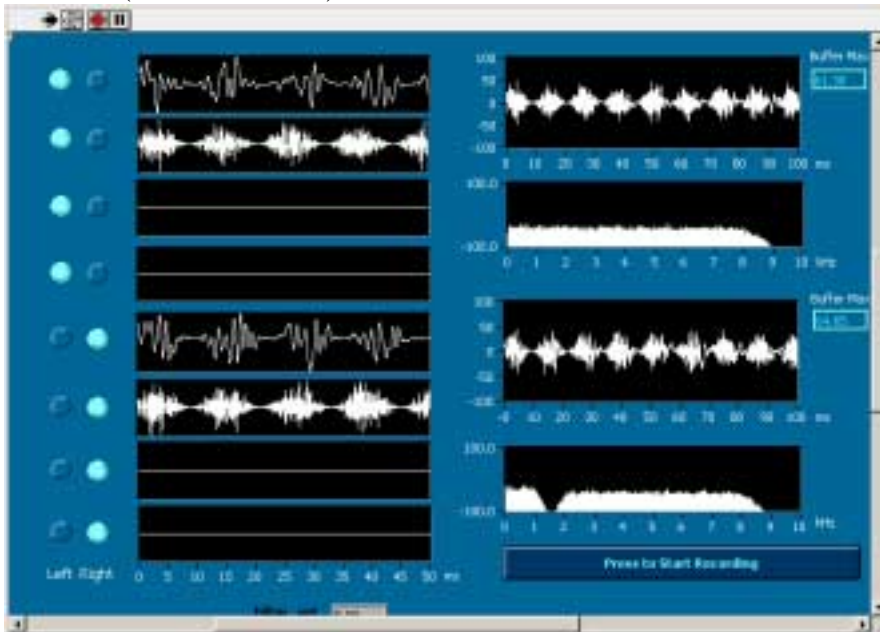 Buffer Max
100
50
0
-50
-100
0 10 20 30 40 50 60 70 80 90 100 ms
100.0
-100.0
0 1 2 3 4 5 6 7 8 9 10 kHz
Buffer Max
100
50
0
-50
-100
0 10 20 30 40 50 60 70 80 90 100 ms
100.0
-100.0
0 1 2 3 4 5 6 7 8 9 10 kHz
Press to Start Recording
Left Right
0 5 10 15 20 25 30 35 40 45 50 ms